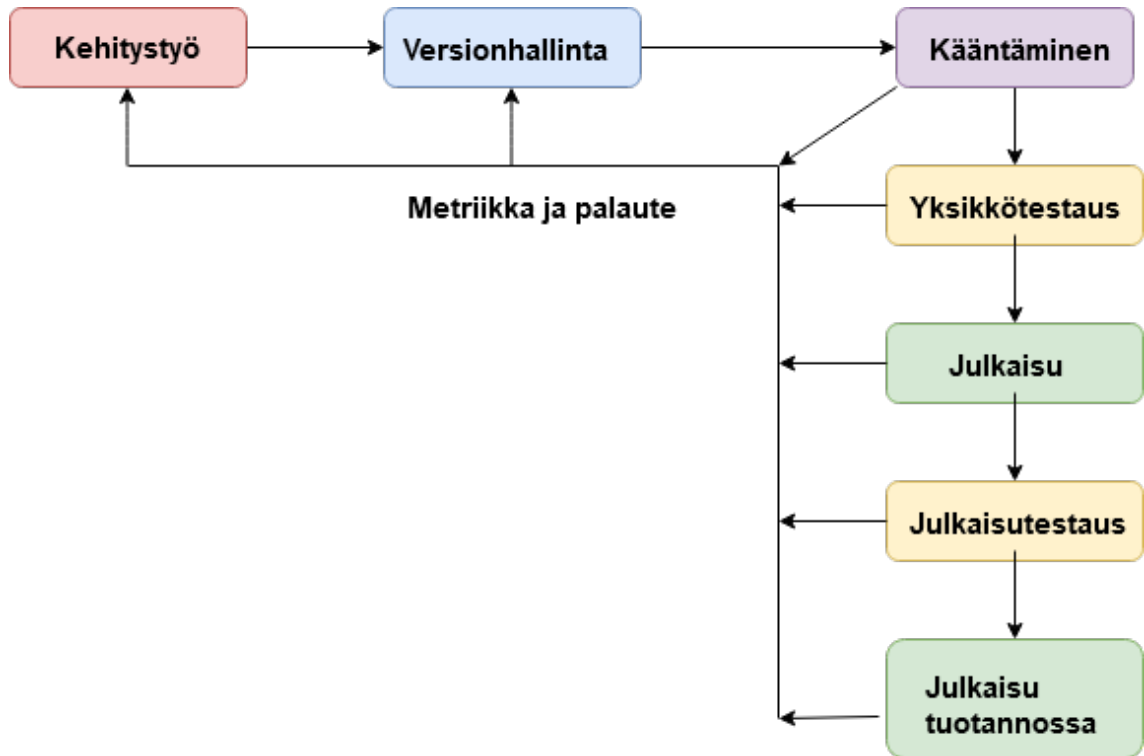 Kehitystyö
Versionhallinta
Kääntäminen
Metriikka ja palaute
Yksikkötestaus
Julkaisu
Julkaisutestaus
Julkaisu
tuotannossa